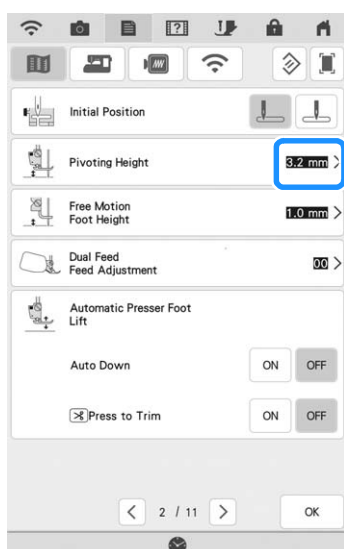 Initial Position
Pivoting Height
3.2 mm
Free Motion
Foot Height
1.0 mm
Dual Feed
Feed Adjustment
00
Automatic Presser Foot
Lift
Auto Down
ON OFF
Press to Trim
ON OFF
2 / 11
OK